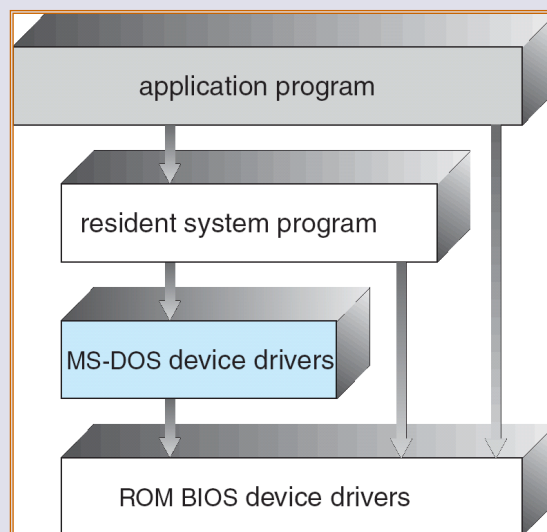 application program
resident system program
MS-DOS device drivers
ROM BIOS device drivers